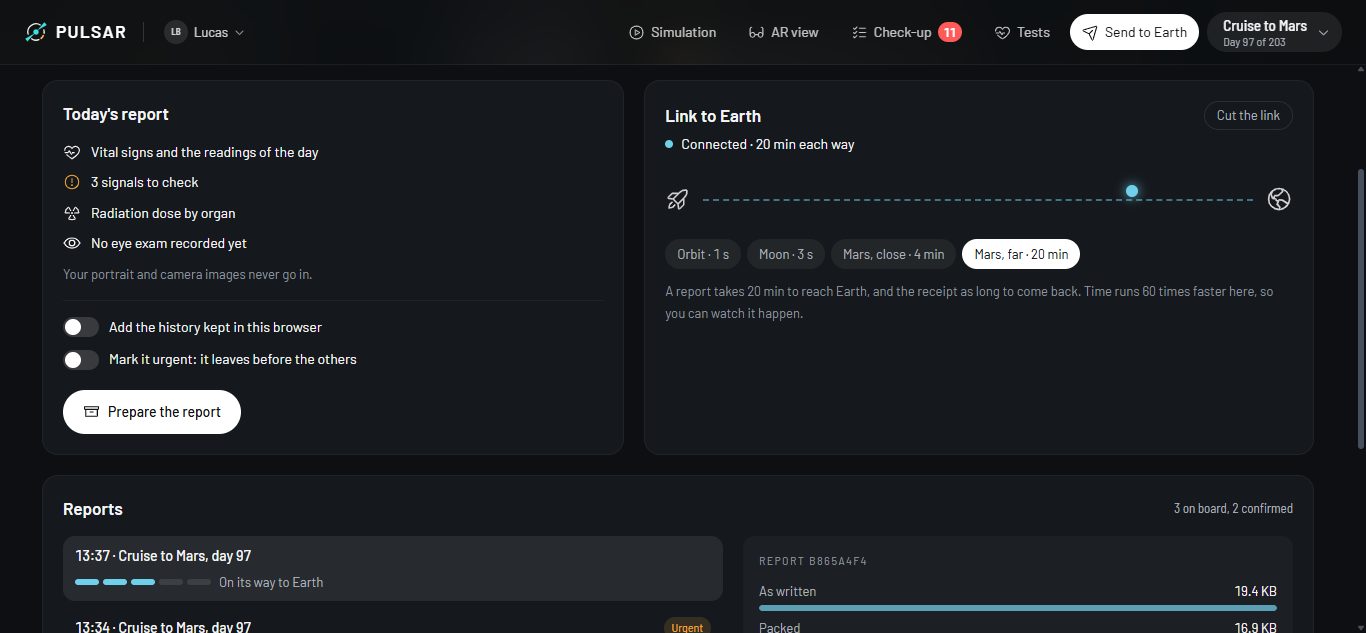 PULSAR
LB Lucas
Simulation
AR view
Check-up 11
Tests
Send to Earth
Cruise to Mars
Day 97 of 203
Today's report
Vital signs and the readings of the day
3 signals to check
Radiation dose by organ
No eye exam recorded yet
Your portrait and camera images never go in.
Add the history kept in this browser
Mark it urgent: it leaves before the others
Prepare the report
Link to Earth
Cut the link
Connected · 20 min each way
Orbit · 1 s
Moon · 3 s
Mars, close · 4 min
Mars, far · 20 min
A report takes 20 min to reach Earth, and the receipt as long to come back. Time runs 60 times faster here, so
you can watch it happen.
Reports
3 on board, 2 confirmed
13:37 · Cruise to Mars, day 97
On its way to Earth
13:34 · Cruise to Mars, day 97
Urgent
REPORT B865A4F4
As written 19.4 KB
Packed 16.9 KB